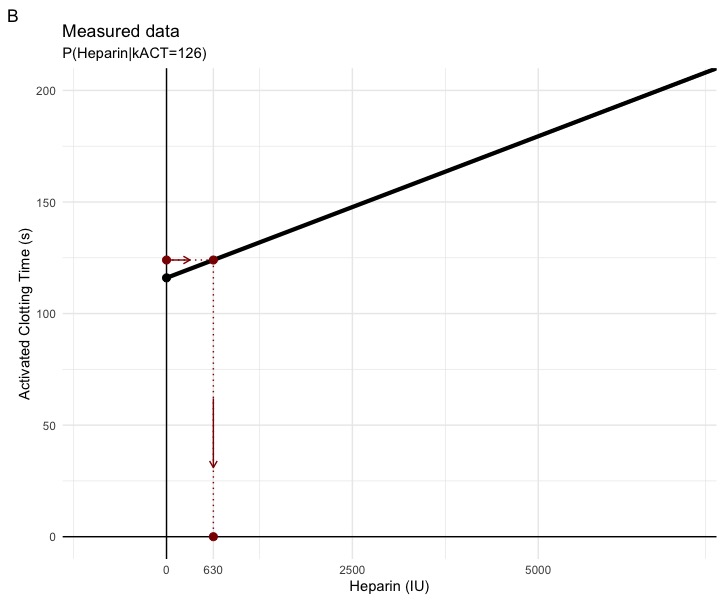 B
Measured data
P(Heparin|kACT=126)
Activated Clotting Time (s)
200
150
100
50
0
0 630 2500 5000
Heparin (IU)